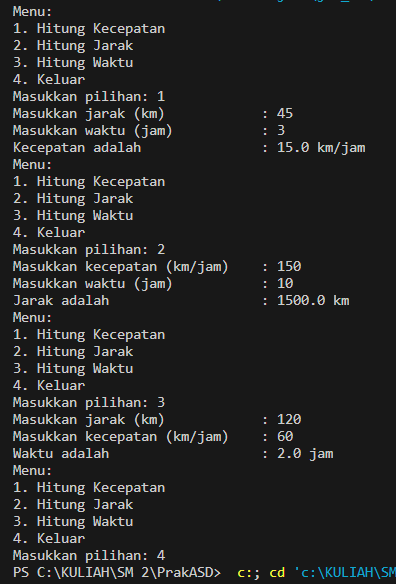 Menu:
1. Hitung Kecepatan
2. Hitung Jarak
3. Hitung Waktu
4. Keluar
Masukkan pilihan: 1
Masukkan jarak (km)            : 45
Masukkan waktu (jam)           : 3
Kecepatan adalah               : 15.0 km/jam
Menu:
1. Hitung Kecepatan
2. Hitung Jarak
3. Hitung Waktu
4. Keluar
Masukkan pilihan: 2
Masukkan kecepatan (km/jam)    : 150
Masukkan waktu (jam)           : 10
Jarak adalah                   : 1500.0 km
Menu:
1. Hitung Kecepatan
2. Hitung Jarak
3. Hitung Waktu
4. Keluar
Masukkan pilihan: 3
Masukkan jarak (km)            : 120
Masukkan kecepatan (km/jam)    : 60
Waktu adalah                   : 2.0 jam
Menu:
1. Hitung Kecepatan
2. Hitung Jarak
3. Hitung Waktu
4. Keluar
Masukkan pilihan: 4
PS C:\KULIAH\SM 2\PrakASD>  c:; cd 'c:\KULIAH\SM